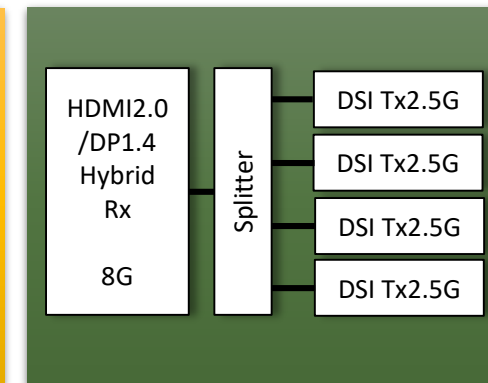 HDMI2.0
/DP1.4
Hybrid
Rx
8G
Splitter
DSI Tx2.5G
DSI Tx2.5G
DSI Tx2.5G
DSI Tx2.5G